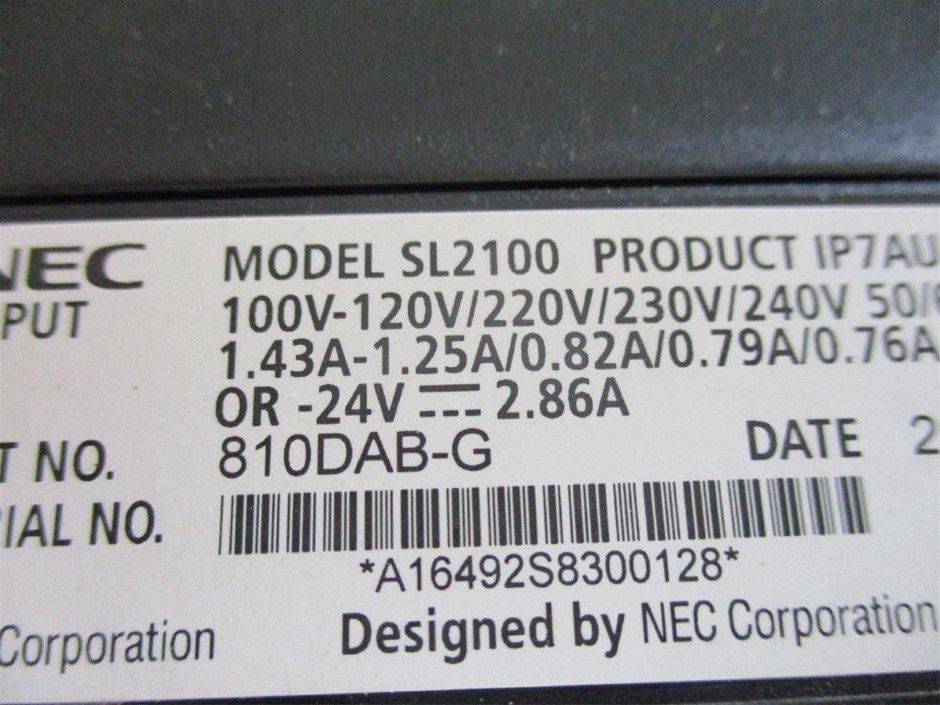 NEC MODEL SL2100 PRODUCT IP7AU
PUT 100V-120V/220V/230V/240V 50/
1.43A-1.25A/0.82A/0.79A/0.76A
OR -24V ⎓ 2.86A
T NO. 810DAB-G DATE 2
IAL NO.
*A16492S8300128*
Corporation Designed by NEC Corporation